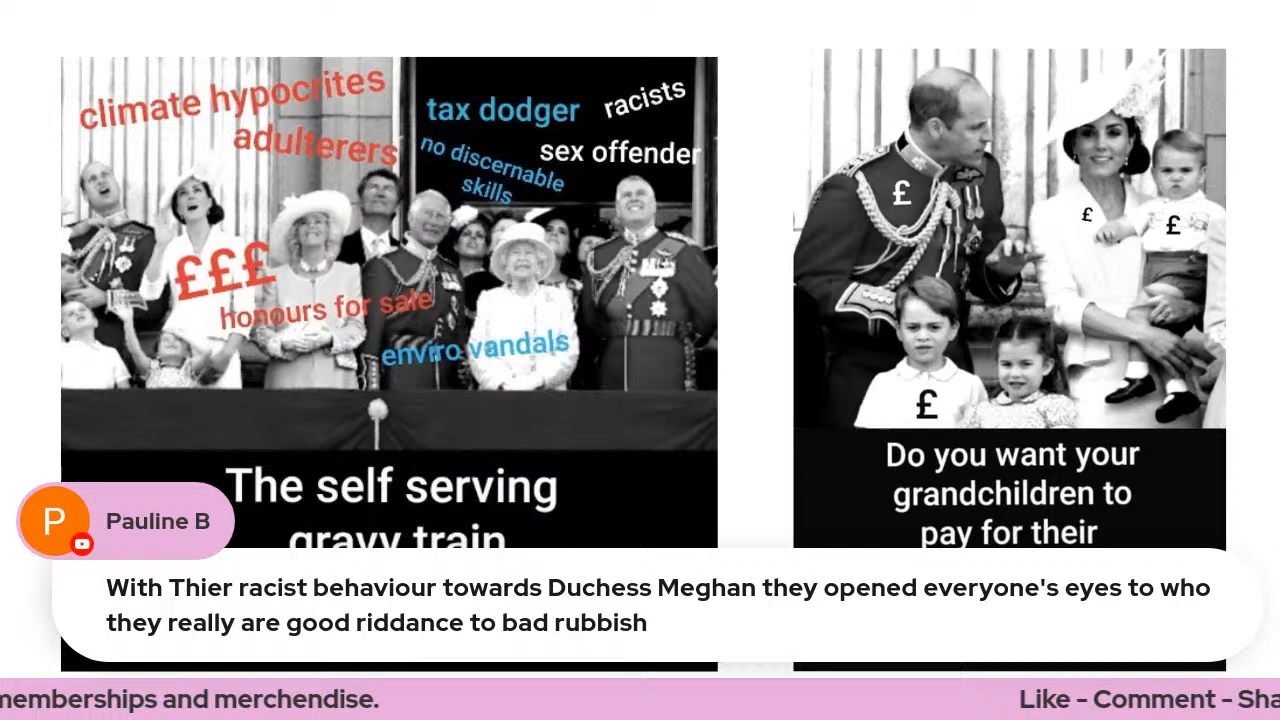 climate hypocrites
adulterers
tax dodger
racists
no discernable
skills
sex offender
£££
honours for sale
enviro vandals
The self serving
gravy train
£
£
£
£
Do you want your
grandchildren to
pay for their
P
Pauline B
With Thier racist behaviour towards Duchess Meghan they opened everyone's eyes to who
they really are good riddance to bad rubbish
memberships and merchandise.
Like - Comment - Sha